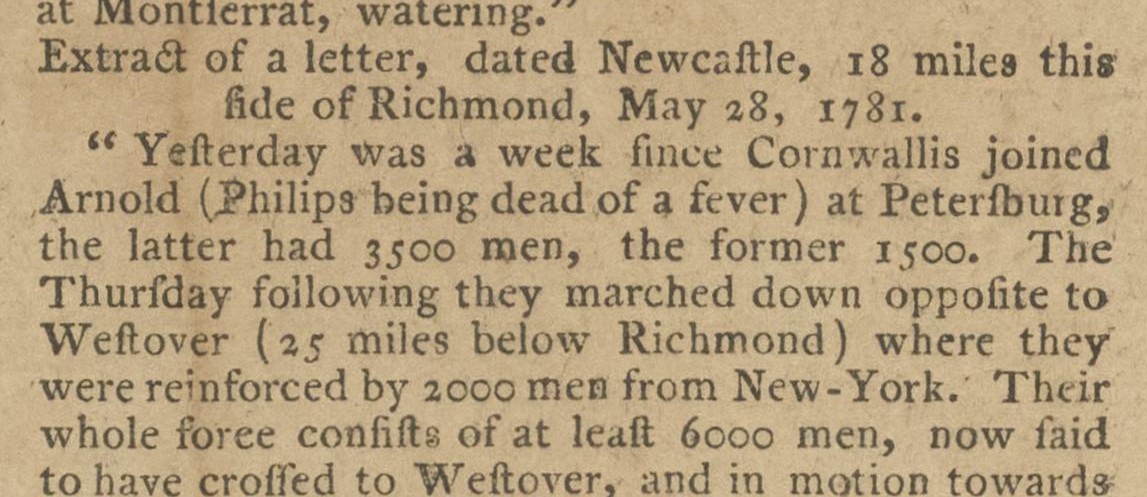 at Montſerrat, watering."
Extract of a letter, dated Newcaſtle, 18 miles this
ſide of Richmond, May 28, 1781.
“ Yeſterday was a week ſince Cornwallis joined
Arnold (Philips being dead of a fever) at Peterſburg,
the latter had 3500 men, the former 1500. The
Thurſday following they marched down oppoſite to
Weſtover (25 miles below Richmond) where they
were reinforced by 2000 men from New-York. Their
whole foree conſiſts of at leaſt 6000 men, now ſaid
to have croſſed to Weſtover, and in motion towards